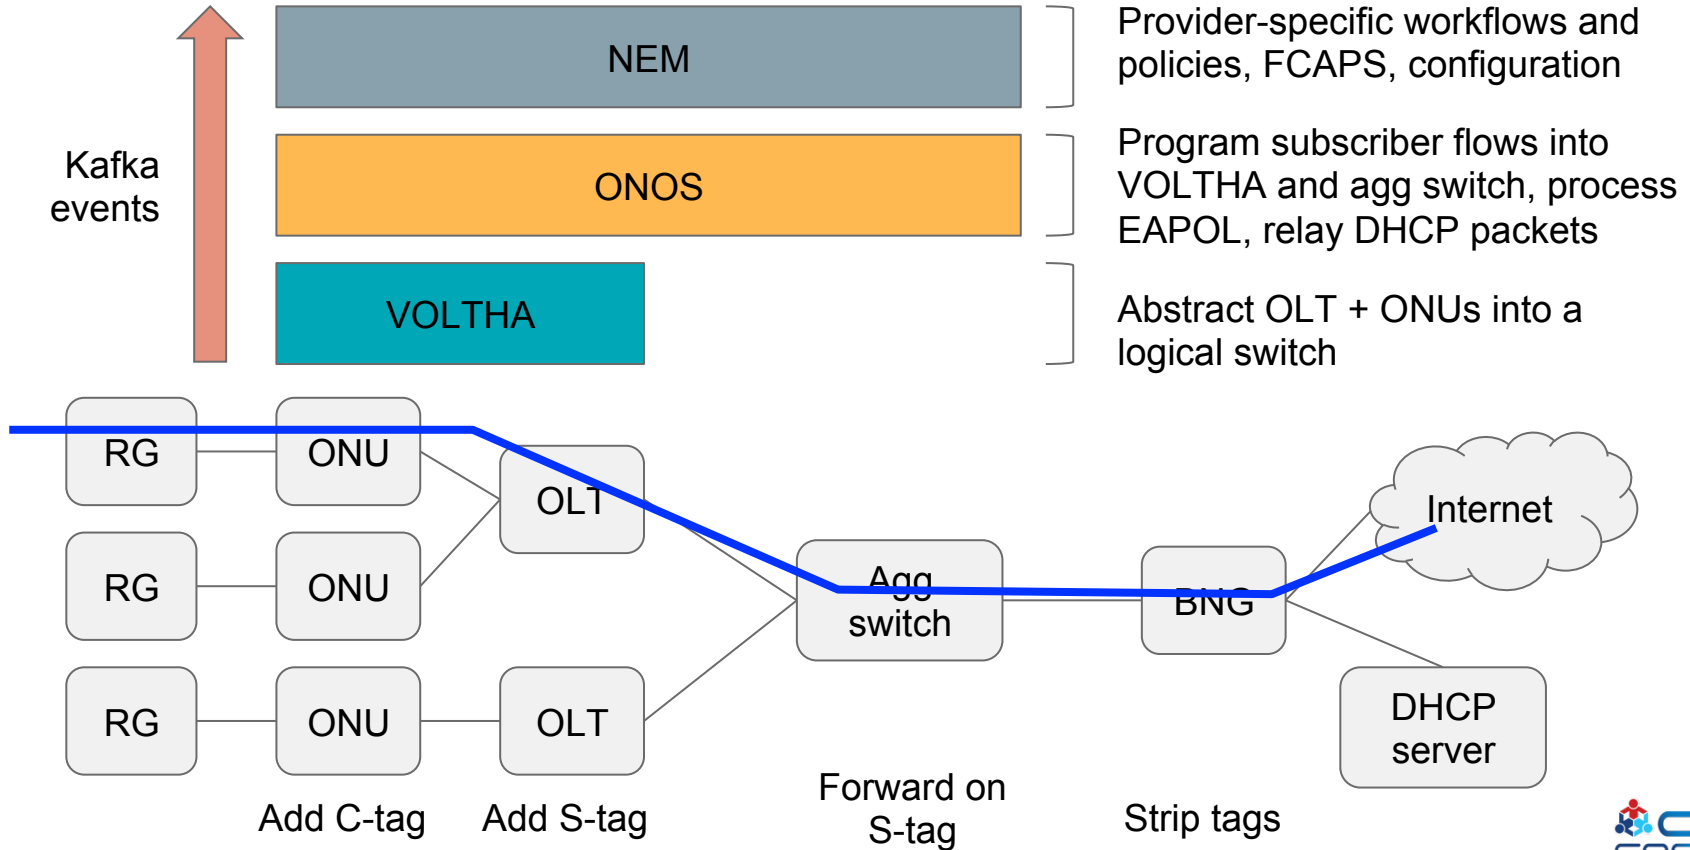 NEM
Provider-specific workflows and
policies, FCAPS, configuration
Kafka
events
ONOS
Program subscriber flows into
VOLTHA and agg switch, process
EAPOL, relay DHCP packets
VOLTHA
Abstract OLT + ONUs into a
logical switch
RG
ONU
OLT
Internet
RG
ONU
Agg
switch
BNG
RG
ONU
OLT
DHCP
server
Add C-tag
Add S-tag
Forward on
S-tag
Strip tags